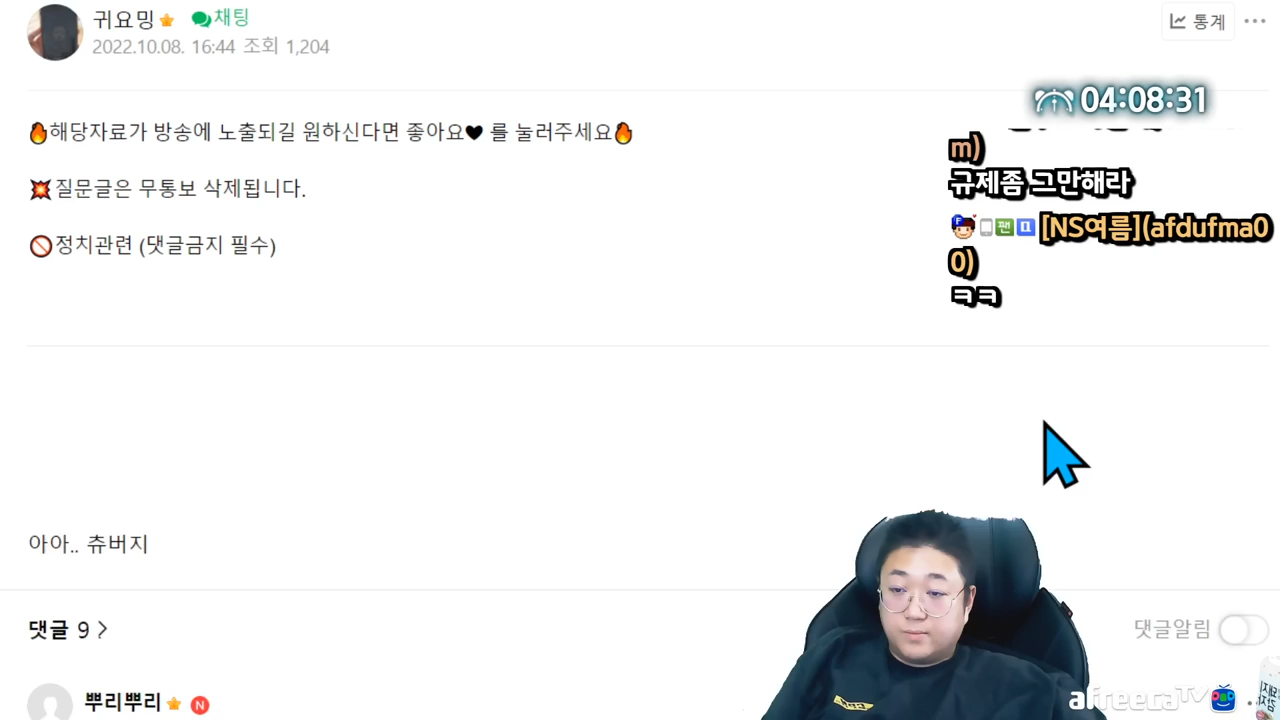 귀요밍 채팅
통계
2022.10.08. 16:44 조회 1,204
04:08:31
해당자료가 방송에 노출되길 원하신다면 좋아요🖤 를 눌러주세요
m)
규제좀 그만해라
질문글은 무통보 삭제됩니다.
팬 [NS여름](afdufma0
0)
ㅋㅋ
정치관련 (댓글금지 필수)
아아.. 츄버지
댓글 9
댓글알림
뿌리뿌리 N
afreecaTV